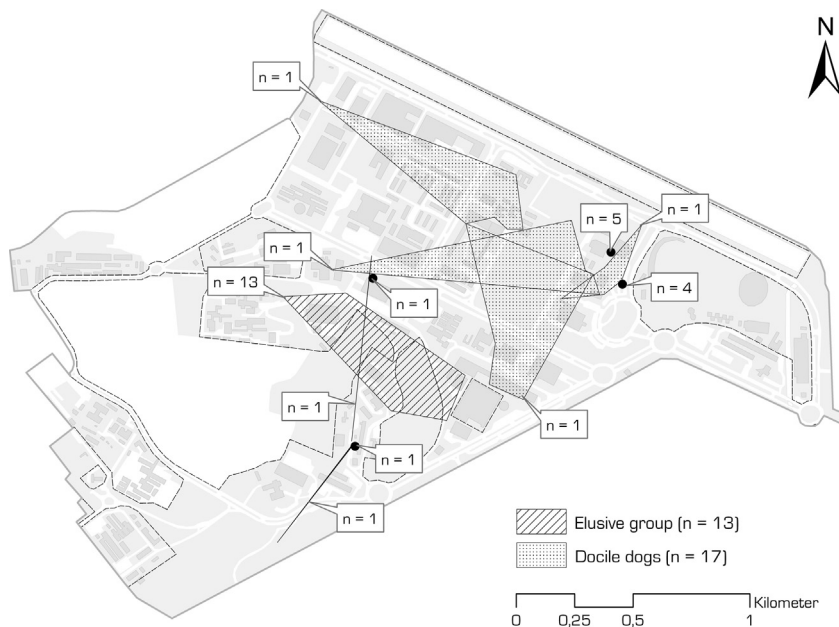 N
n = 1
n = 5
n = 1
n = 1
n = 13
n = 4
n = 1
n = 1
n = 1
n = 1
n = 1
Elusive group (n = 13)
Docile dogs (n = 17)
Kilometer
0 0,25 0,5 1